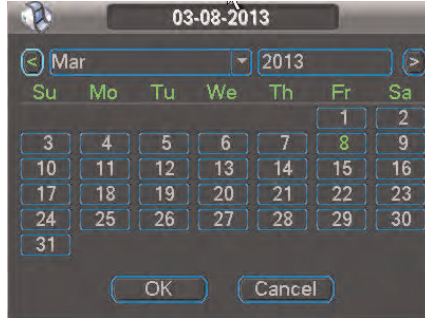 03-08-2013
< Mar 2013 >
Su Mo Tu We Th Fr Sa
1 2
3 4 5 6 7 8 9
10 11 12 13 14 15 16
17 18 19 20 21 22 23
24 25 26 27 28 29 30
31
OK Cancel